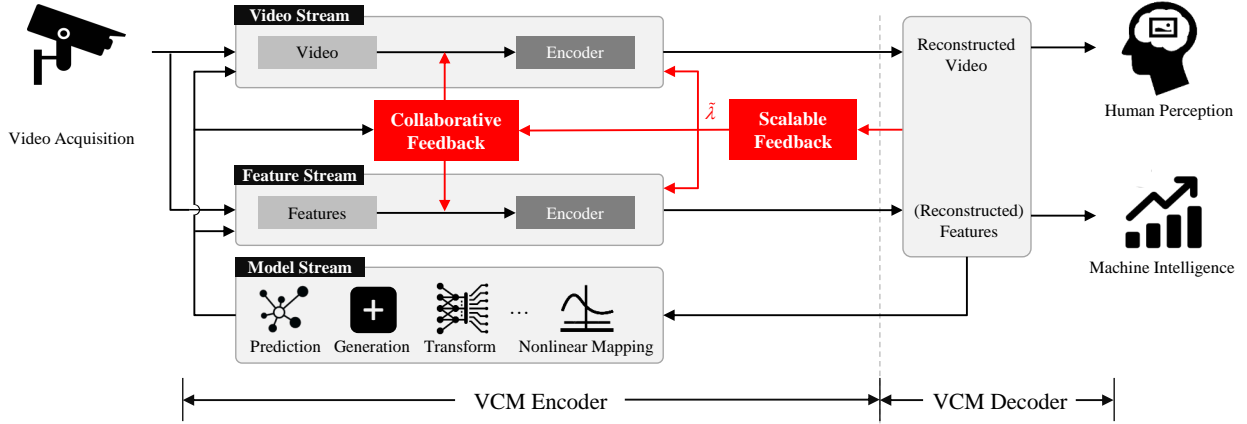 Video Stream
Video
Encoder
Video Acquisition
Collaborative
Feedback
λ̃
Scalable
Feedback
Reconstructed
Video
Human Perception
Feature Stream
Features
Encoder
(Reconstructed)
Features
Machine Intelligence
Model Stream
Prediction
Generation
Transform
...
Nonlinear Mapping
VCM Encoder
VCM Decoder